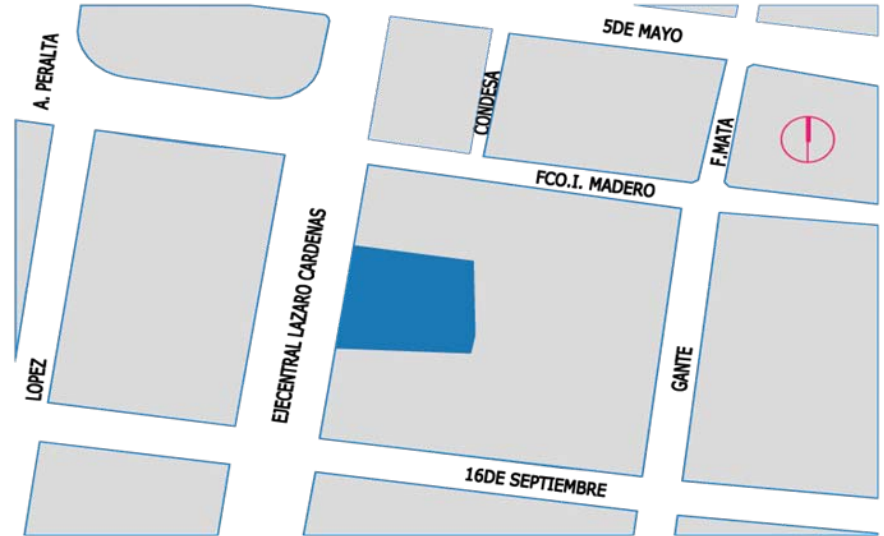 5DE MAYO
A. PERALTA
CONDESA
F.MATA
FCO.I. MADERO
EJECENTRAL LAZARO CARDENAS
GANTE
LOPEZ
16DE SEPTIEMBRE